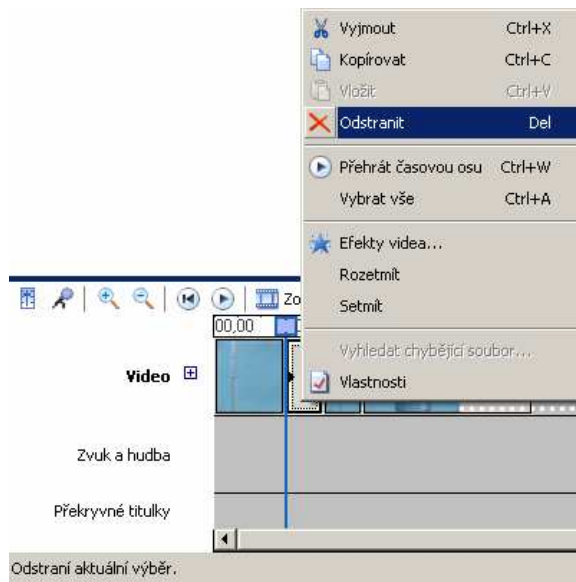 Vyjmout Ctrl+X
Kopírovat Ctrl+C
Vložit Ctrl+V
Odstranit Del
Přehrát časovou osu Ctrl+W
Vybrat vše Ctrl+A
Efekty videa...
Rozetmít
Setmít
Vyhledat chybějící soubor...
Vlastnosti
Zo
00,00
Video
Zvuk a hudba
Překryvné titulky
Odstraní aktuální výběr.